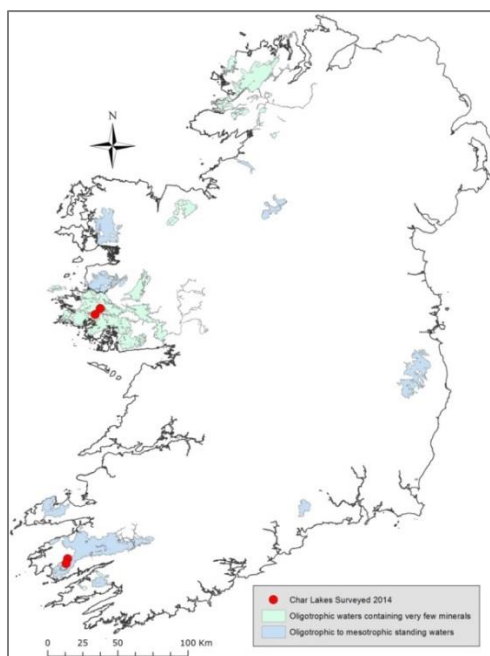 N
Char Lakes Surveyed 2014
Oligotrophic waters containing very few minerals
Oligotrophic to mesotrophic standing waters
0 25 50 100 Km